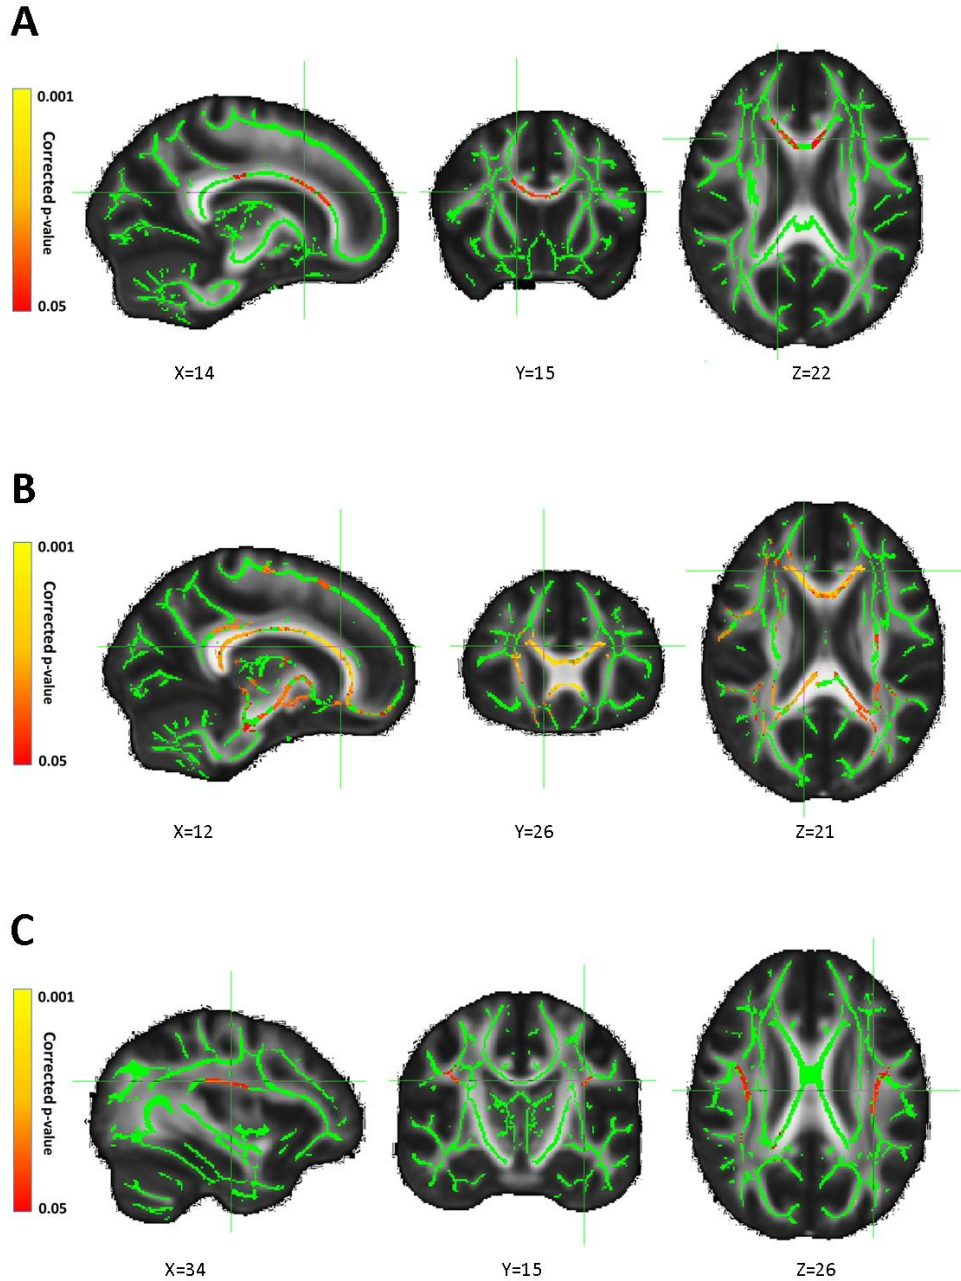 A
0.001
Corrected p-value
0.05
X=14
Y=15
Z=22
B
0.001
Corrected p-value
0.05
X=12
Y=26
Z=21
C
0.001
Corrected p-value
0.05
X=34
Y=15
Z=26